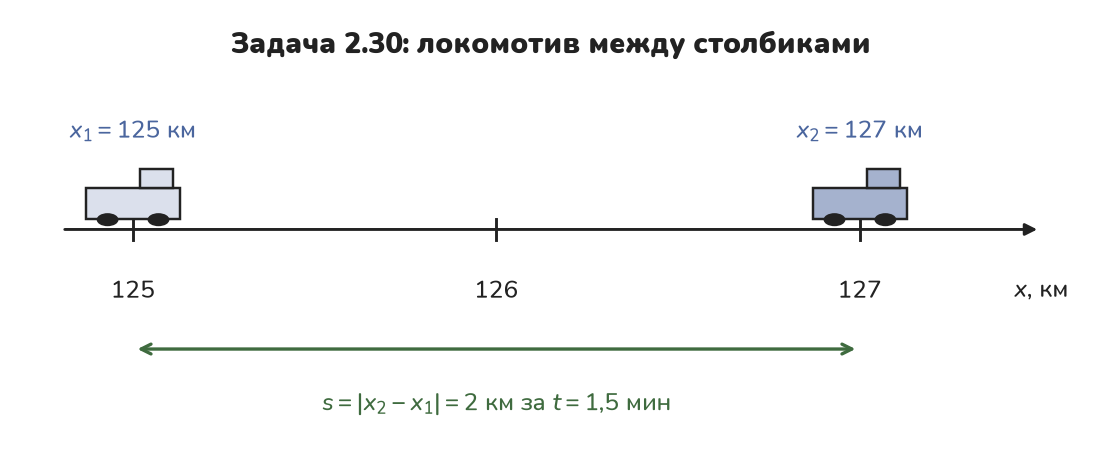 Задача 2.30: локомотив между столбиками
x₁ = 125 км
x₂ = 127 км
125
126
127
x, км
s = |x₂ − x₁| = 2 км за t = 1,5 мин